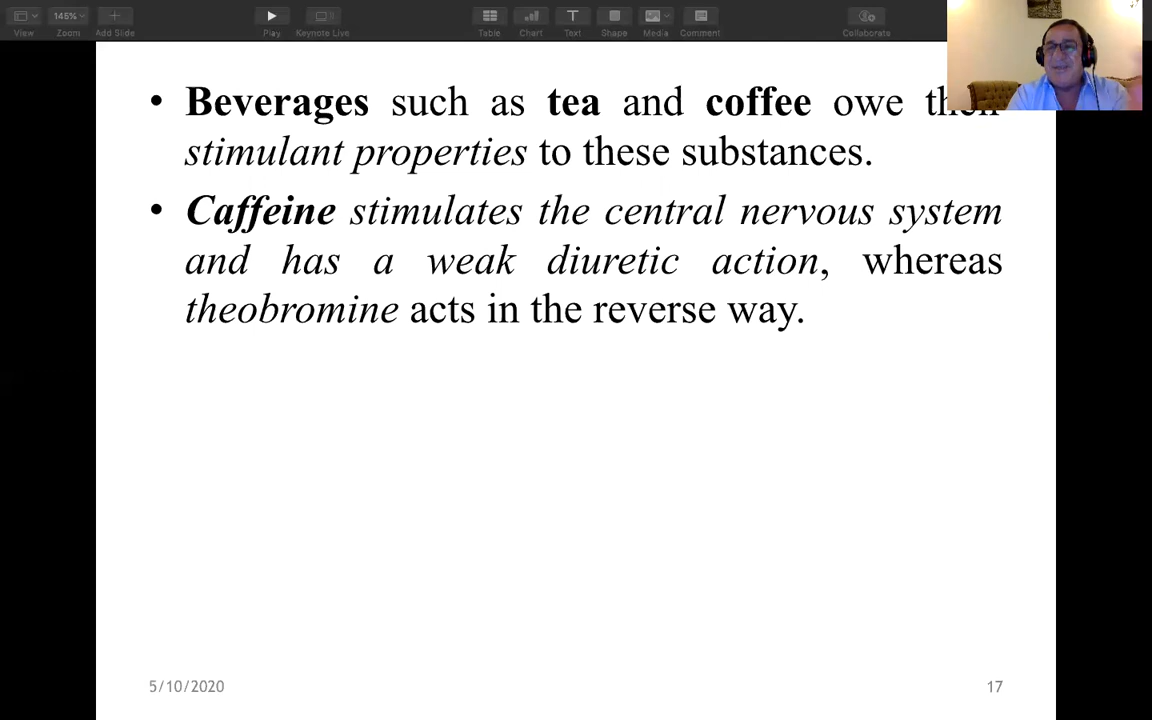 145%
View Zoom Add Slide Play Keynote Live Table Chart Text Shape Media Comment Collaborate
• Beverages such as tea and coffee owe
stimulant properties to these substances.
• Caffeine stimulates the central nervous system
and has a weak diuretic action, whereas
theobromine acts in the reverse way.
5/10/2020 17